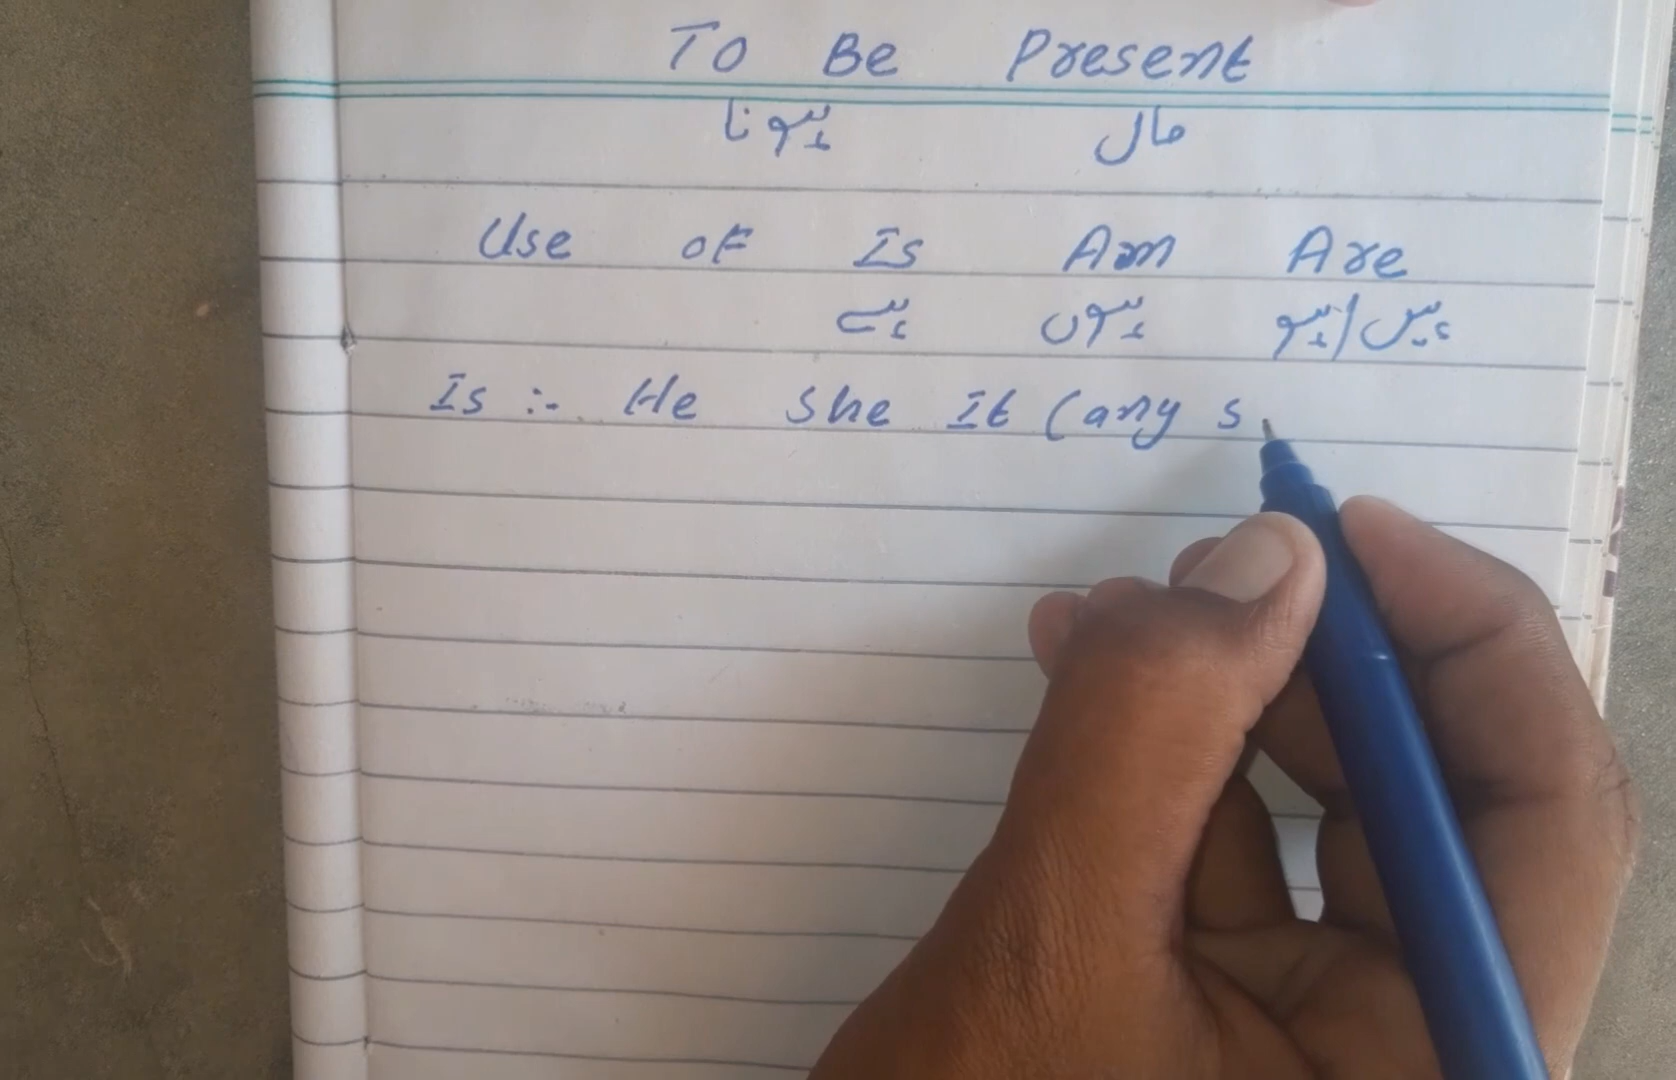 To Be Present
ہونا حال
Use of Is Am Are
ہے ہوں ہیں/ہو
Is :- He She It (any s